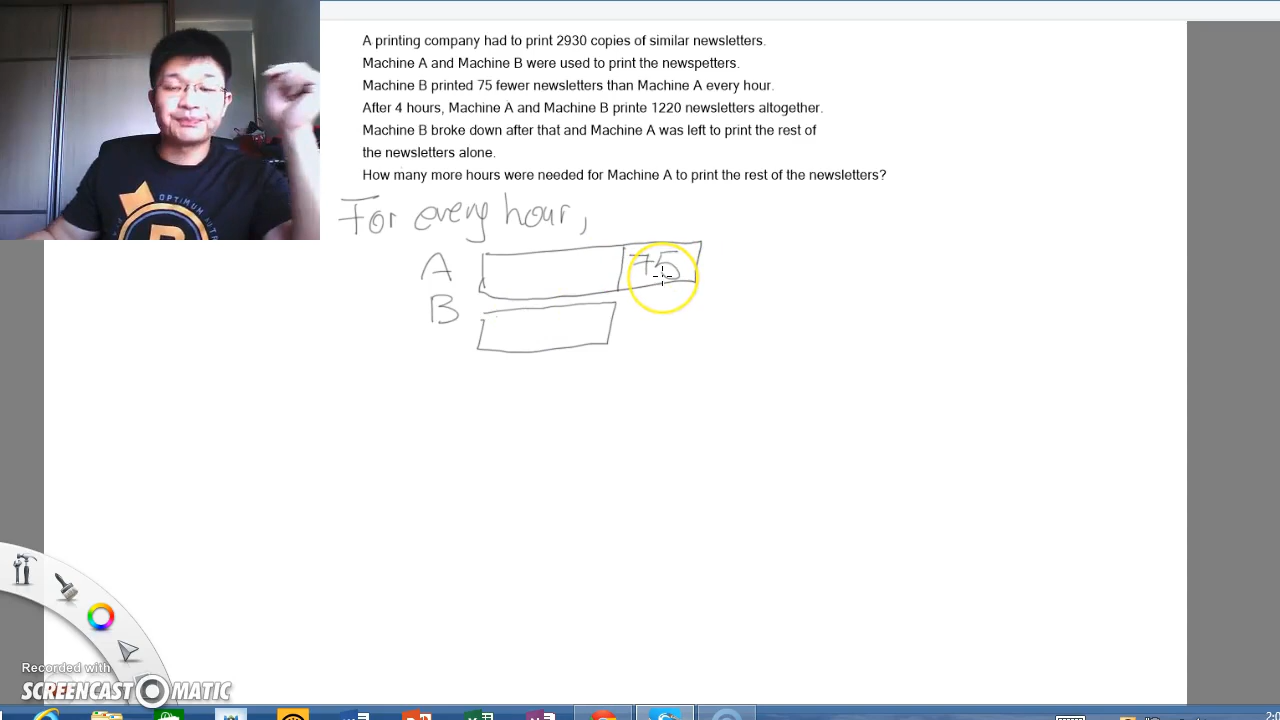 A printing company had to print 2930 copies of similar newsletters.
Machine A and Machine B were used to print the newspetters.
Machine B printed 75 fewer newsletters than Machine A every hour.
After 4 hours, Machine A and Machine B printe 1220 newsletters altogether.
Machine B broke down after that and Machine A was left to print the rest of
the newsletters alone.
How many more hours were needed for Machine A to print the rest of the newsletters?
OPTIMUM
For every hour,
A 75
B
Recorded with
SCREENCAST MATIC